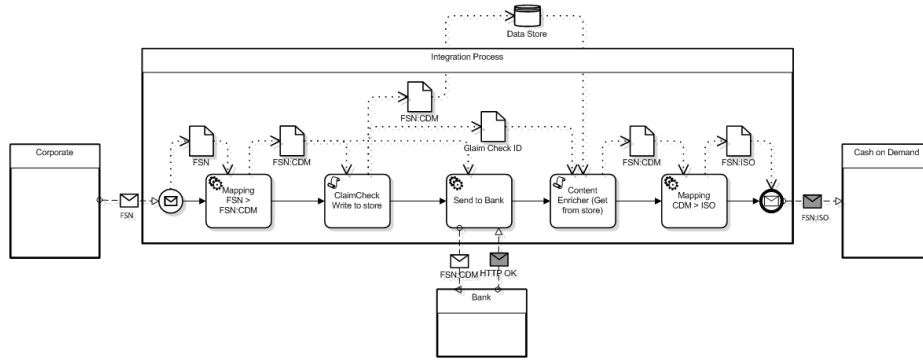 Data Store
Integration Process
FSN:CDM
FSN
FSN:CDM
Claim Check ID
FSN:CDM
FSN:ISO
Corporate
Cash on Demand
FSN
Mapping
FSN >
FSN:CDM
ClaimCheck
Write to store
Send to Bank
Content
Enricher (Get
from store)
Mapping
CDM > ISO
FSN:ISO
FSN:CDM
HTTP OK
Bank